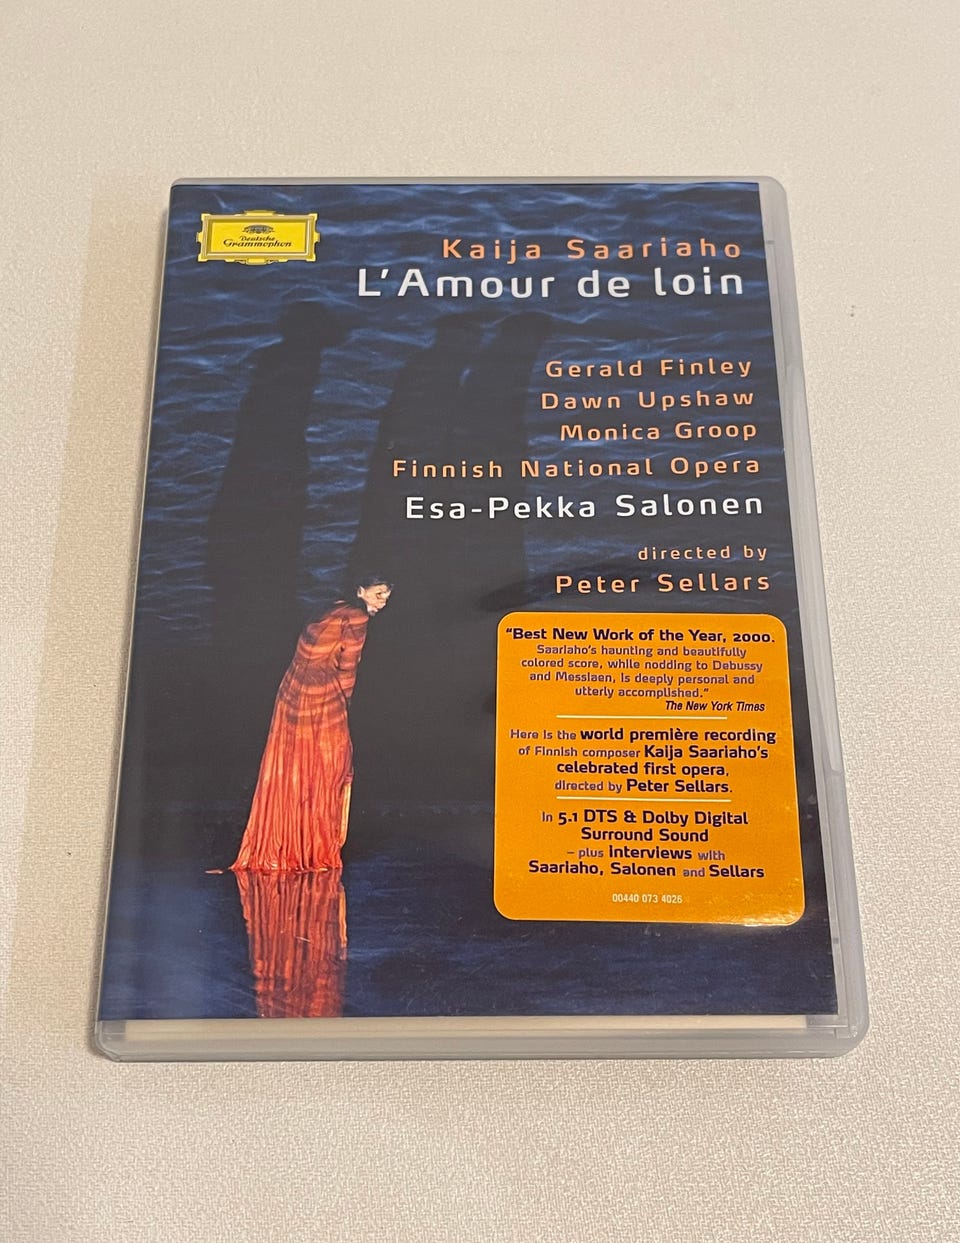 Deutsche
Grammophon
Kaija Saariaho
L'Amour de loin
Gerald Finley
Dawn Upshaw
Monica Groop
Finnish National Opera
Esa-Pekka Salonen
directed by
Peter Sellars
“Best New Work of the Year, 2000.
Saariaho's haunting and beautifully
colored score, while nodding to Debussy
and Messiaen, is deeply personal and
utterly accomplished.”
The New York Times
Here is the world première recording
of Finnish composer Kaija Saariaho's
celebrated first opera,
directed by Peter Sellars.
In 5.1 DTS & Dolby Digital
Surround Sound
– plus interviews with
Saariaho, Salonen and Sellars
00440 073 4026